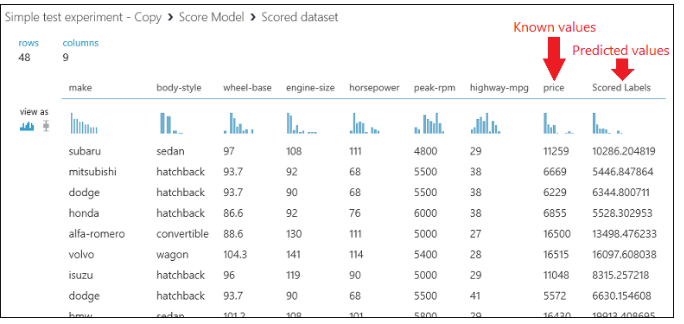 Simple test experiment - Copy > Score Model > Scored dataset
Known values
rows columns
48 9
Predicted values
make body-style wheel-base engine-size horsepower peak-rpm highway-mpg price Scored Labels
view as
subaru sedan 97 108 111 4800 29 11259 10286.204819
mitsubishi hatchback 93.7 92 68 5500 38 6669 5446.847864
dodge hatchback 93.7 90 68 5500 38 6229 6344.800711
honda hatchback 86.6 92 76 6000 38 6855 5528.302953
alfa-romero convertible 88.6 130 111 5000 27 16500 13498.476233
volvo wagon 104.3 141 114 5400 28 16515 16097.608038
isuzu hatchback 96 119 90 5000 29 11048 8315.257218
dodge hatchback 93.7 90 68 5500 41 5572 6630.154608
bmw sedan 101.2 108 101 5800 29 16430 19913.408695